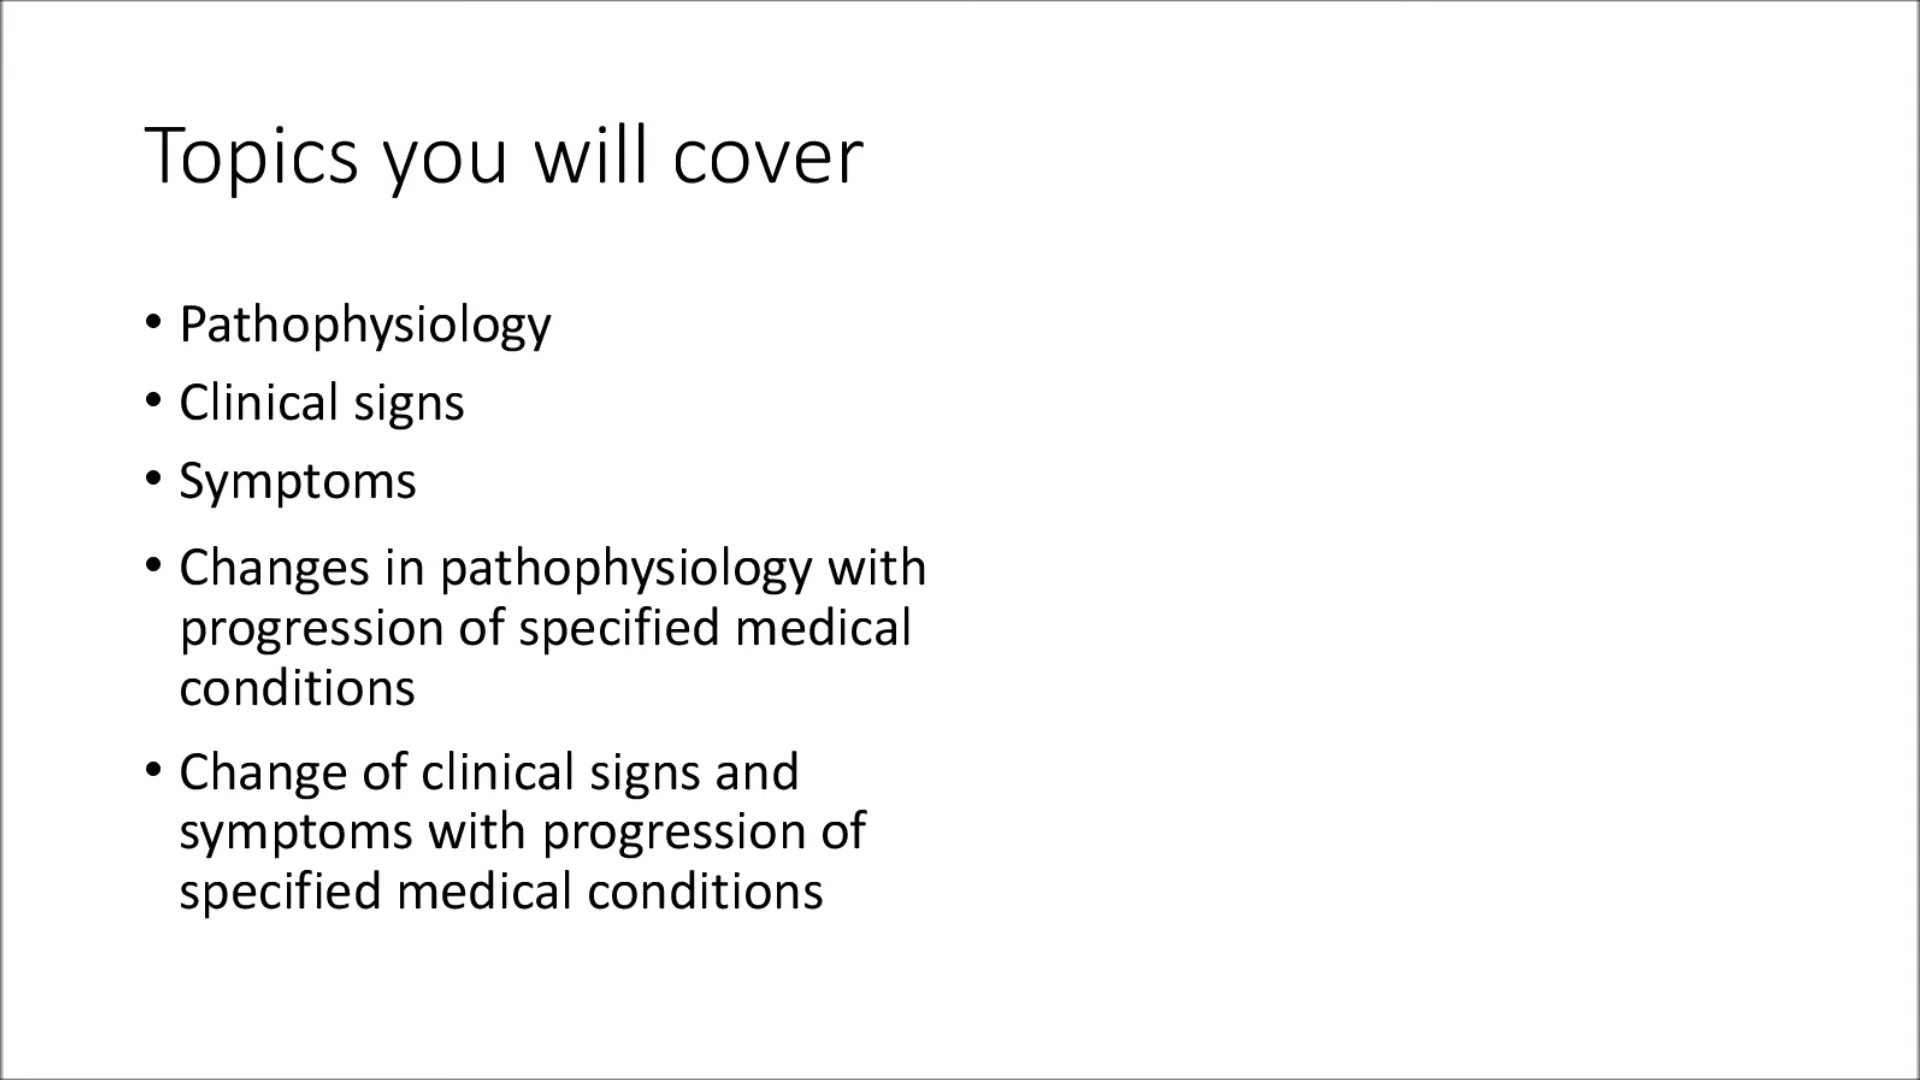 Topics you will cover
• Pathophysiology
• Clinical signs
• Symptoms
• Changes in pathophysiology with
progression of specified medical
conditions
• Change of clinical signs and
symptoms with progression of
specified medical conditions